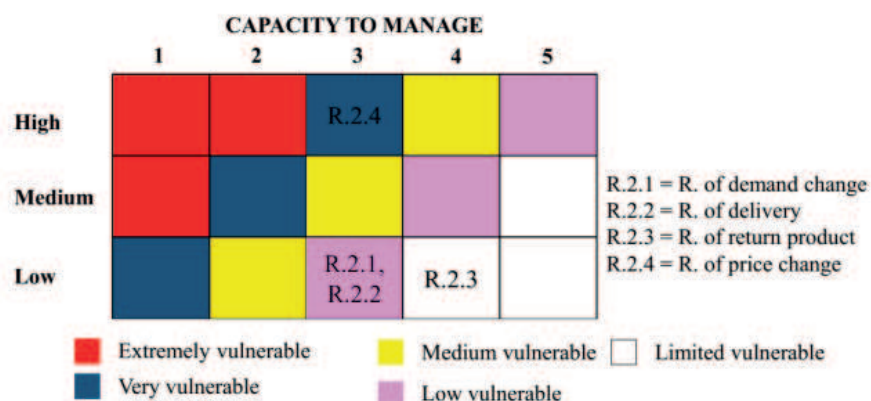 CAPACITY TO MANAGE
1 2 3 4 5
High R.2.4
Medium
R.2.1 = R. of demand change
R.2.2 = R. of delivery
R.2.3 = R. of return product
R.2.4 = R. of price change
Low R.2.1, R.2.3
R.2.2
Extremely vulnerable Medium vulnerable Limited vulnerable
Very vulnerable Low vulnerable